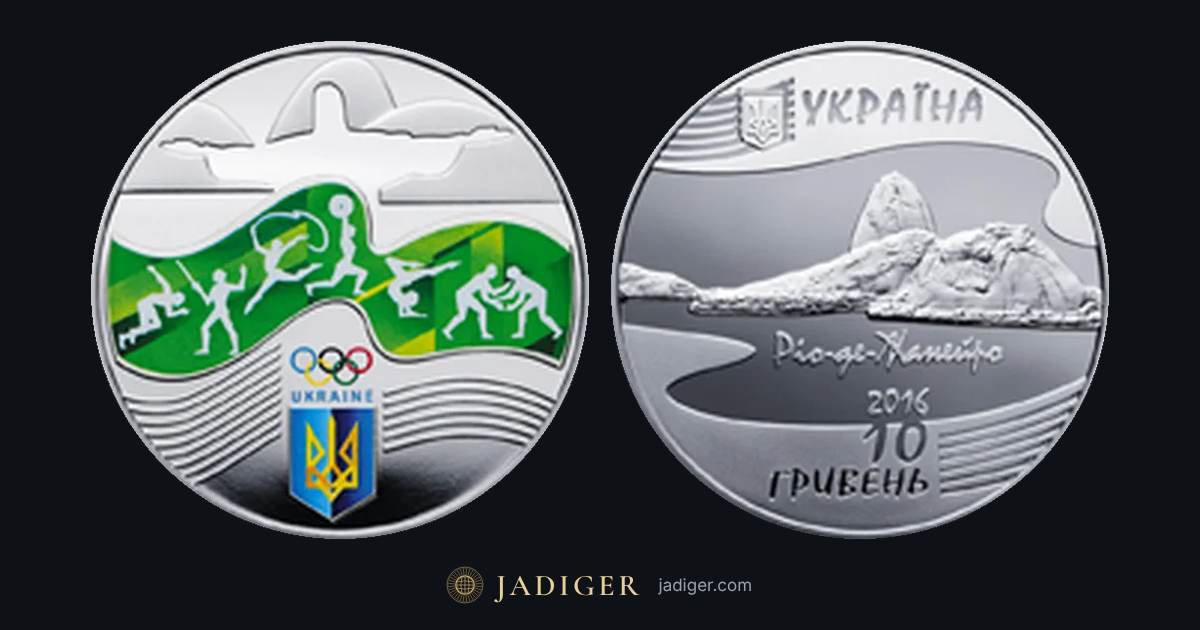 UKRAINE
УКРАЇНА
Ріо-де-Жанейро
2016
10
ГРИВЕНЬ
JADIGER jadiger.com